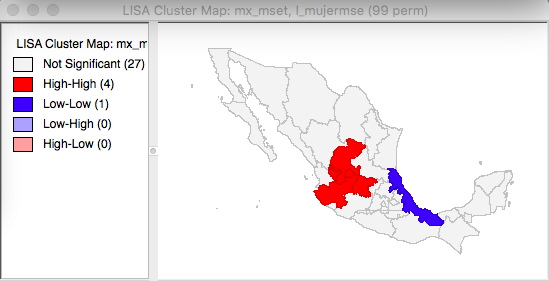 LISA Cluster Map: mx_mset, I_mujermse (99 perm)
LISA Cluster Map: mx_m
Not Significant (27)
High-High (4)
Low-Low (1)
Low-High (0)
High-Low (0)